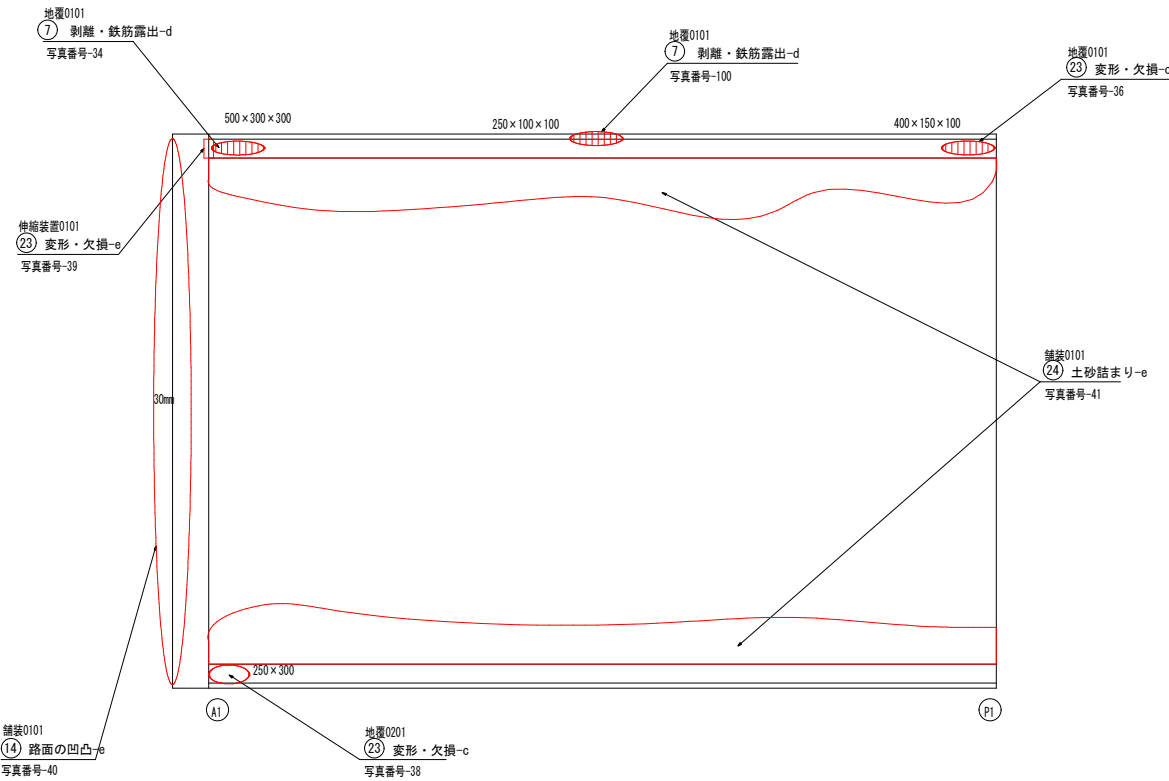 地覆0101
⑦ 剥離・鉄筋露出-d
写真番号-34
地覆0101
⑦ 剥離・鉄筋露出-d
写真番号-100
地覆0101
㉓ 変形・欠損-c
写真番号-36
500×300×300
250×100×100
400×150×100
伸縮装置0101
㉓ 変形・欠損-e
写真番号-39
舗装0101
㉔ 土砂詰まり-e
写真番号-41
30mm
250×300
A1
P1
舗装0101
⑭ 路面の凹凸-e
写真番号-40
地覆0201
㉓ 変形・欠損-c
写真番号-38